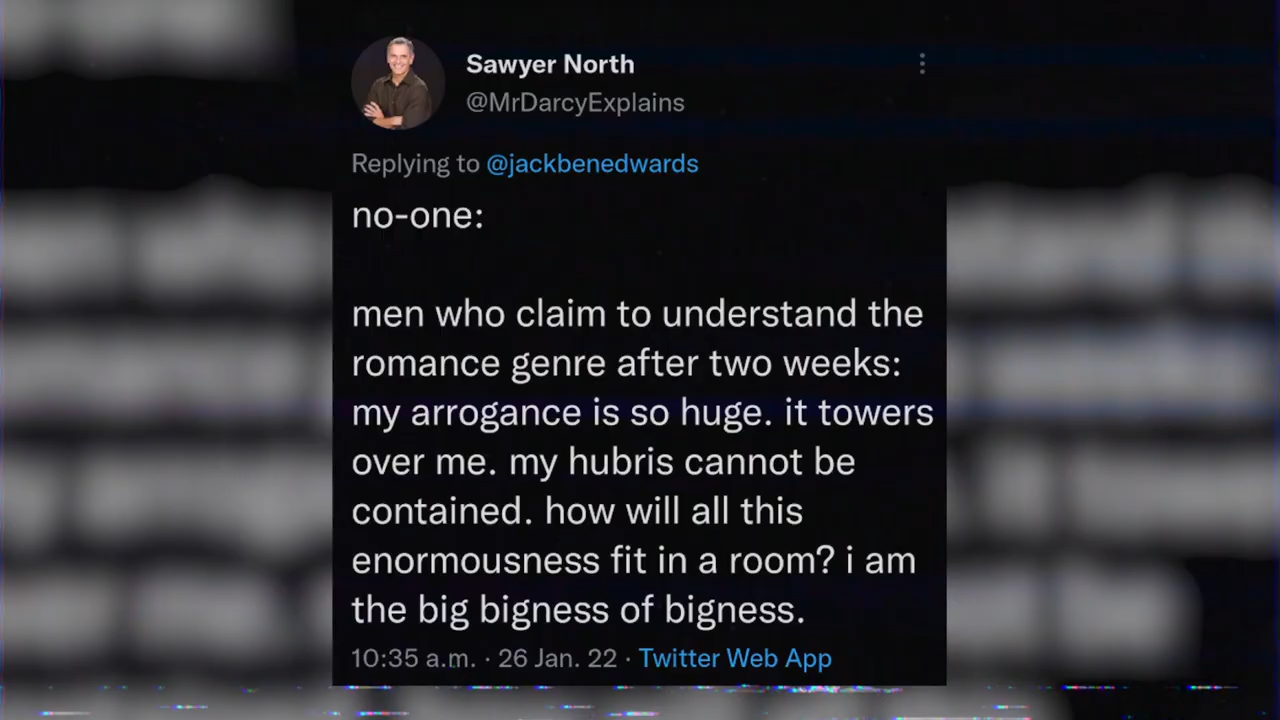 Sawyer North
@MrDarcyExplains
Replying to @jackbenedwards
no-one:
men who claim to understand the
romance genre after two weeks:
my arrogance is so huge. it towers
over me. my hubris cannot be
contained. how will all this
enormousness fit in a room? i am
the big bigness of bigness.
10:35 a.m. · 26 Jan. 22 · Twitter Web App